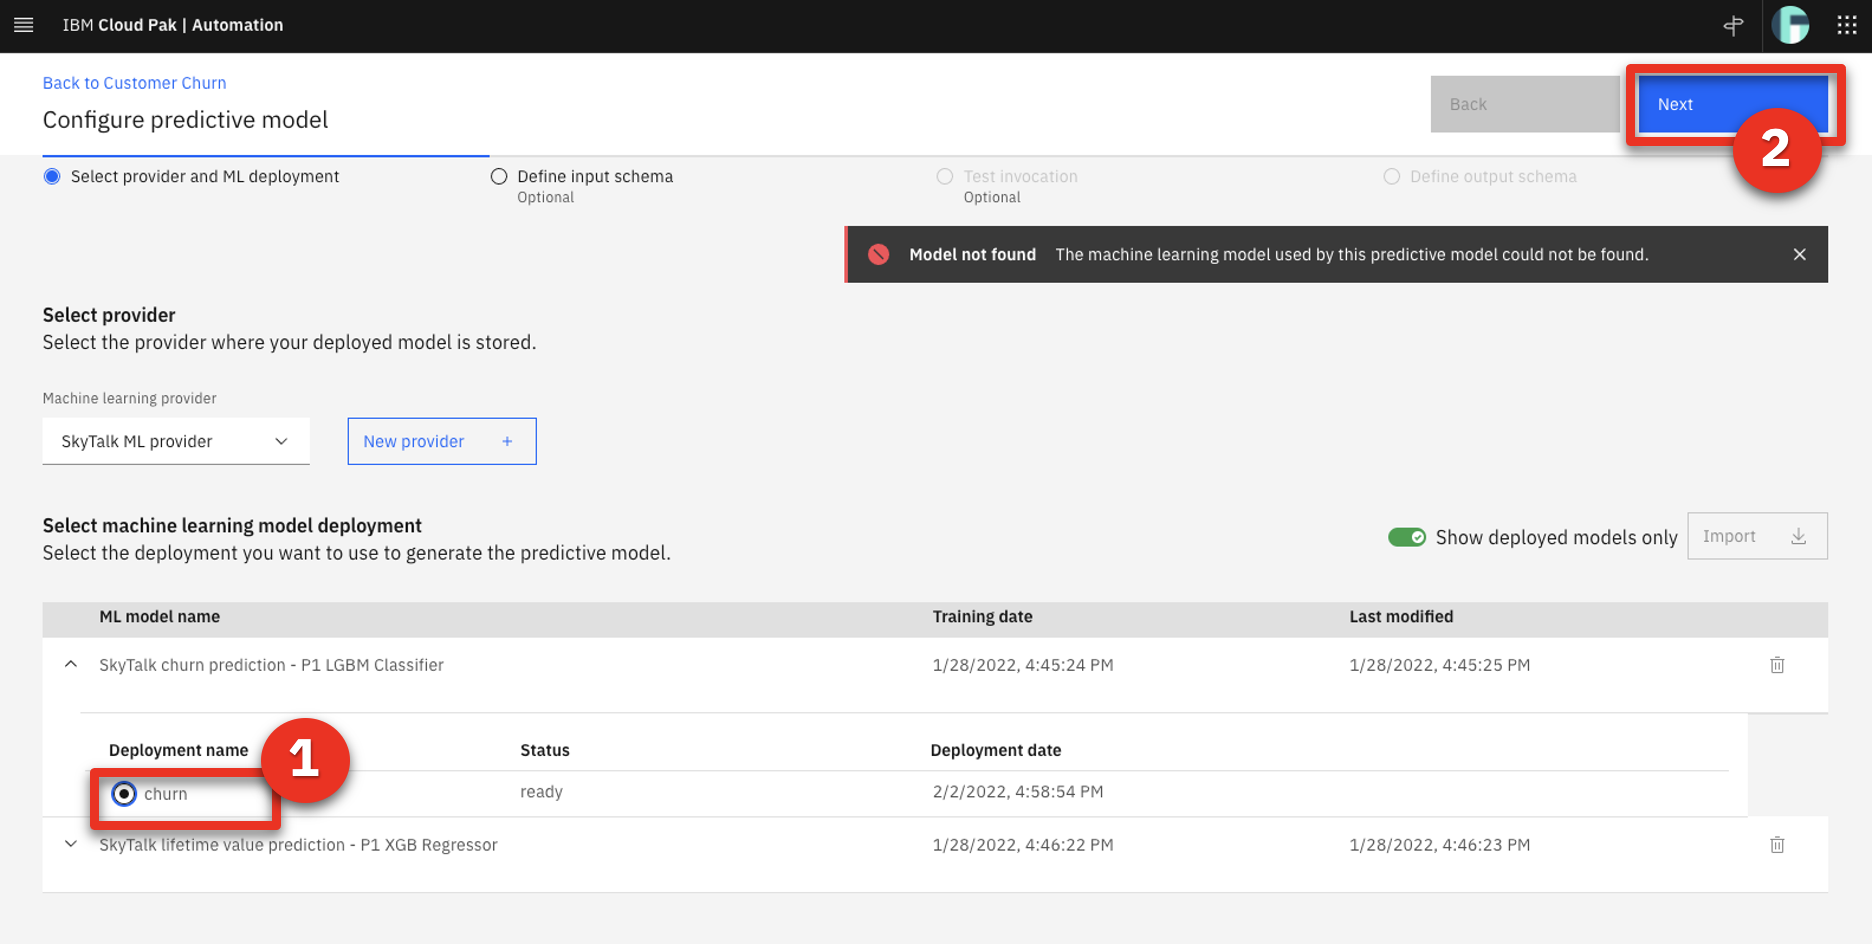 IBM Cloud Pak | Automation
Back to Customer Churn
Configure predictive model
Back
Next
2
Select provider and ML deployment
Define input schema
Optional
Test invocation
Optional
Define output schema
Model not found The machine learning model used by this predictive model could not be found.
Select provider
Select the provider where your deployed model is stored.
Machine learning provider
SkyTalk ML provider
New provider +
Select machine learning model deployment
Select the deployment you want to use to generate the predictive model.
Show deployed models only
Import
ML model name Training date Last modified
SkyTalk churn prediction - P1 LGBM Classifier 1/28/2022, 4:45:24 PM 1/28/2022, 4:45:25 PM
1
Deployment name Status Deployment date
churn ready 2/2/2022, 4:58:54 PM
SkyTalk lifetime value prediction - P1 XGB Regressor 1/28/2022, 4:46:22 PM 1/28/2022, 4:46:23 PM